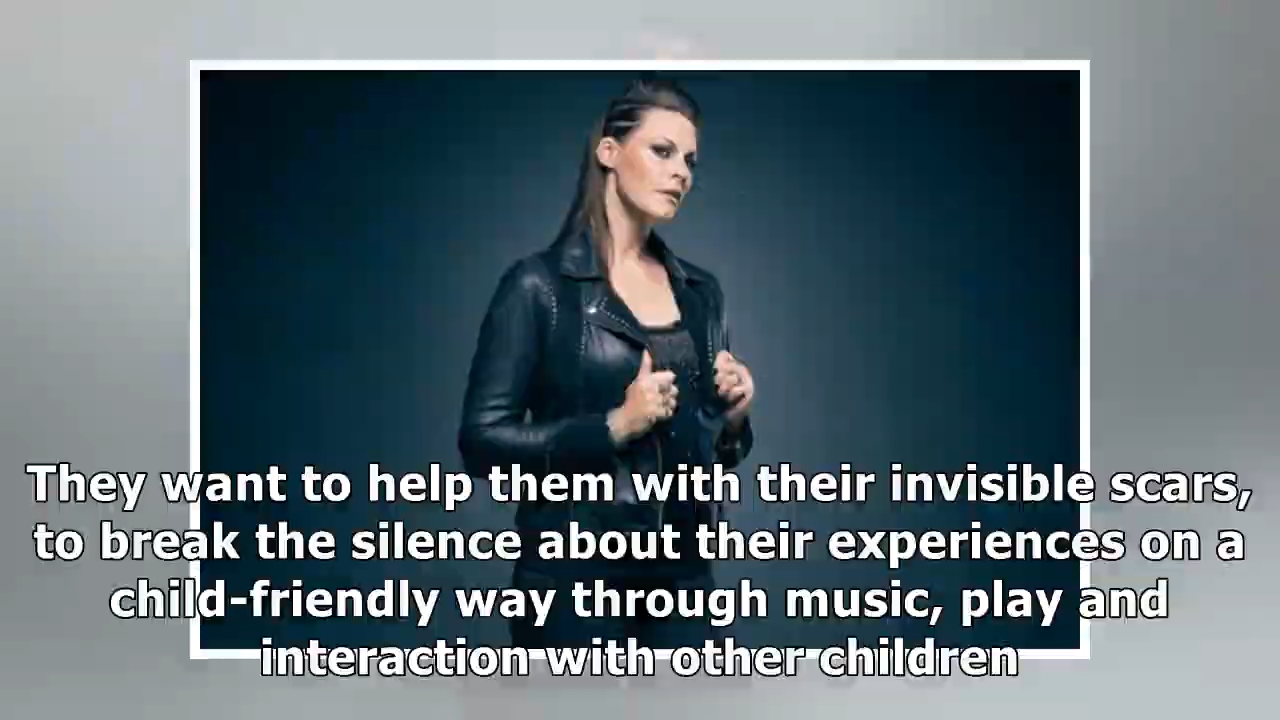 They want to help them with their invisible scars,
to break the silence about their experiences on a
child-friendly way through music, play and
interaction with other children